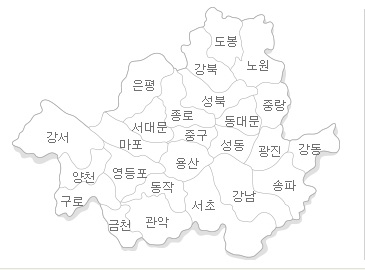 도봉
강북
노원
은평
성북
중랑
종로
동대문
서대문
중구
강서
마포
성동
광진
강동
용산
영등포
양천
동작
송파
강남
구로
서초
금천
관악